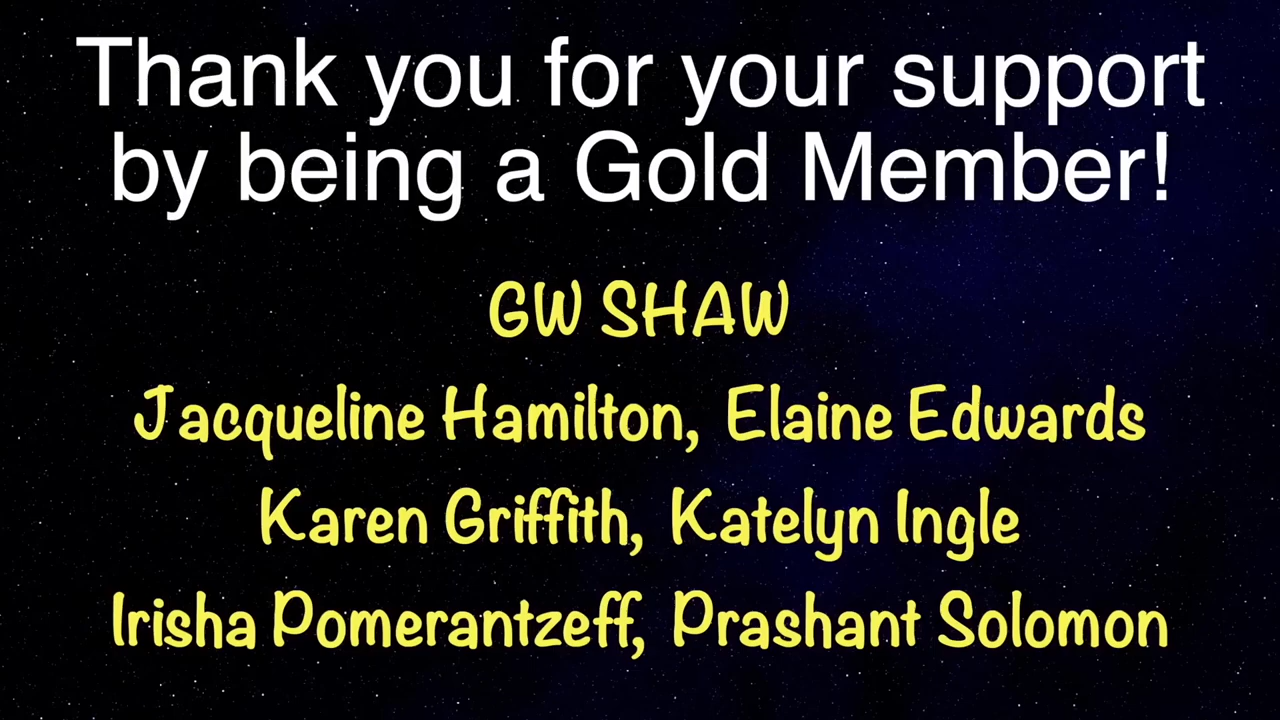 Thank you for your support
by being a Gold Member!
GW SHAW
Jacqueline Hamilton, Elaine Edwards
Karen Griffith, Katelyn Ingle
Irisha Pomerantzeff, Prashant Solomon